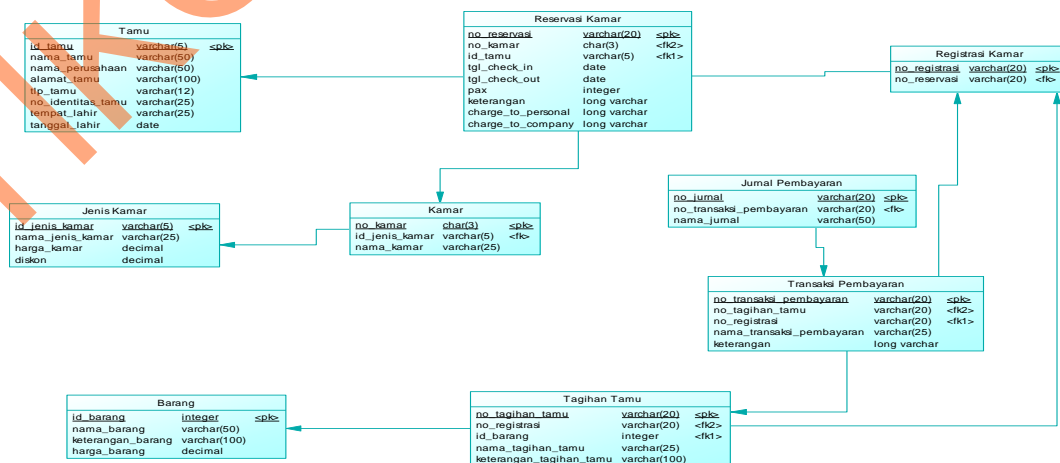 Tamu
id_tamu varchar(5) <pk>
nama_tamu varchar(50)
nama_perusahaan varchar(50)
alamat_tamu varchar(100)
tlp_tamu varchar(12)
no_identitas_tamu varchar(25)
tempat_lahir varchar(25)
tanggal_lahir date
Reservasi Kamar
no_reservasi varchar(20) <pk>
no_kamar char(3) <fk2>
id_tamu varchar(5) <fk1>
tgl_check_in date
tgl_check_out date
pax integer
keterangan long varchar
charge_to_personal long varchar
charge_to_company long varchar
Registrasi Kamar
no_registrasi varchar(20) <pk>
no_reservasi varchar(20) <fk>
Jurnal Pembayaran
no_jurnal varchar(20) <pk>
no_transaksi_pembayaran varchar(20) <fk>
nama_jurnal varchar(50)
Jenis Kamar
id_jenis_kamar varchar(5) <pk>
nama_jenis_kamar varchar(25)
harga_kamar decimal
diskon decimal
Kamar
no_kamar char(3) <pk>
id_jenis_kamar varchar(5) <fk>
nama_kamar varchar(25)
Transaksi Pembayaran
no_transaksi_pembayaran varchar(20) <pk>
no_tagihan_tamu varchar(20) <fk2>
no_registrasi varchar(20) <fk1>
nama_transaksi_pembayaran varchar(25)
keterangan long varchar
Barang
id_barang integer <pk>
nama_barang varchar(50)
keterangan_barang varchar(100)
harga_barang decimal
Tagihan Tamu
no_tagihan_tamu varchar(20) <pk>
no_registrasi varchar(20) <fk2>
id_barang integer <fk1>
nama_tagihan_tamu varchar(25)
keterangan_tagihan_tamu varchar(100)